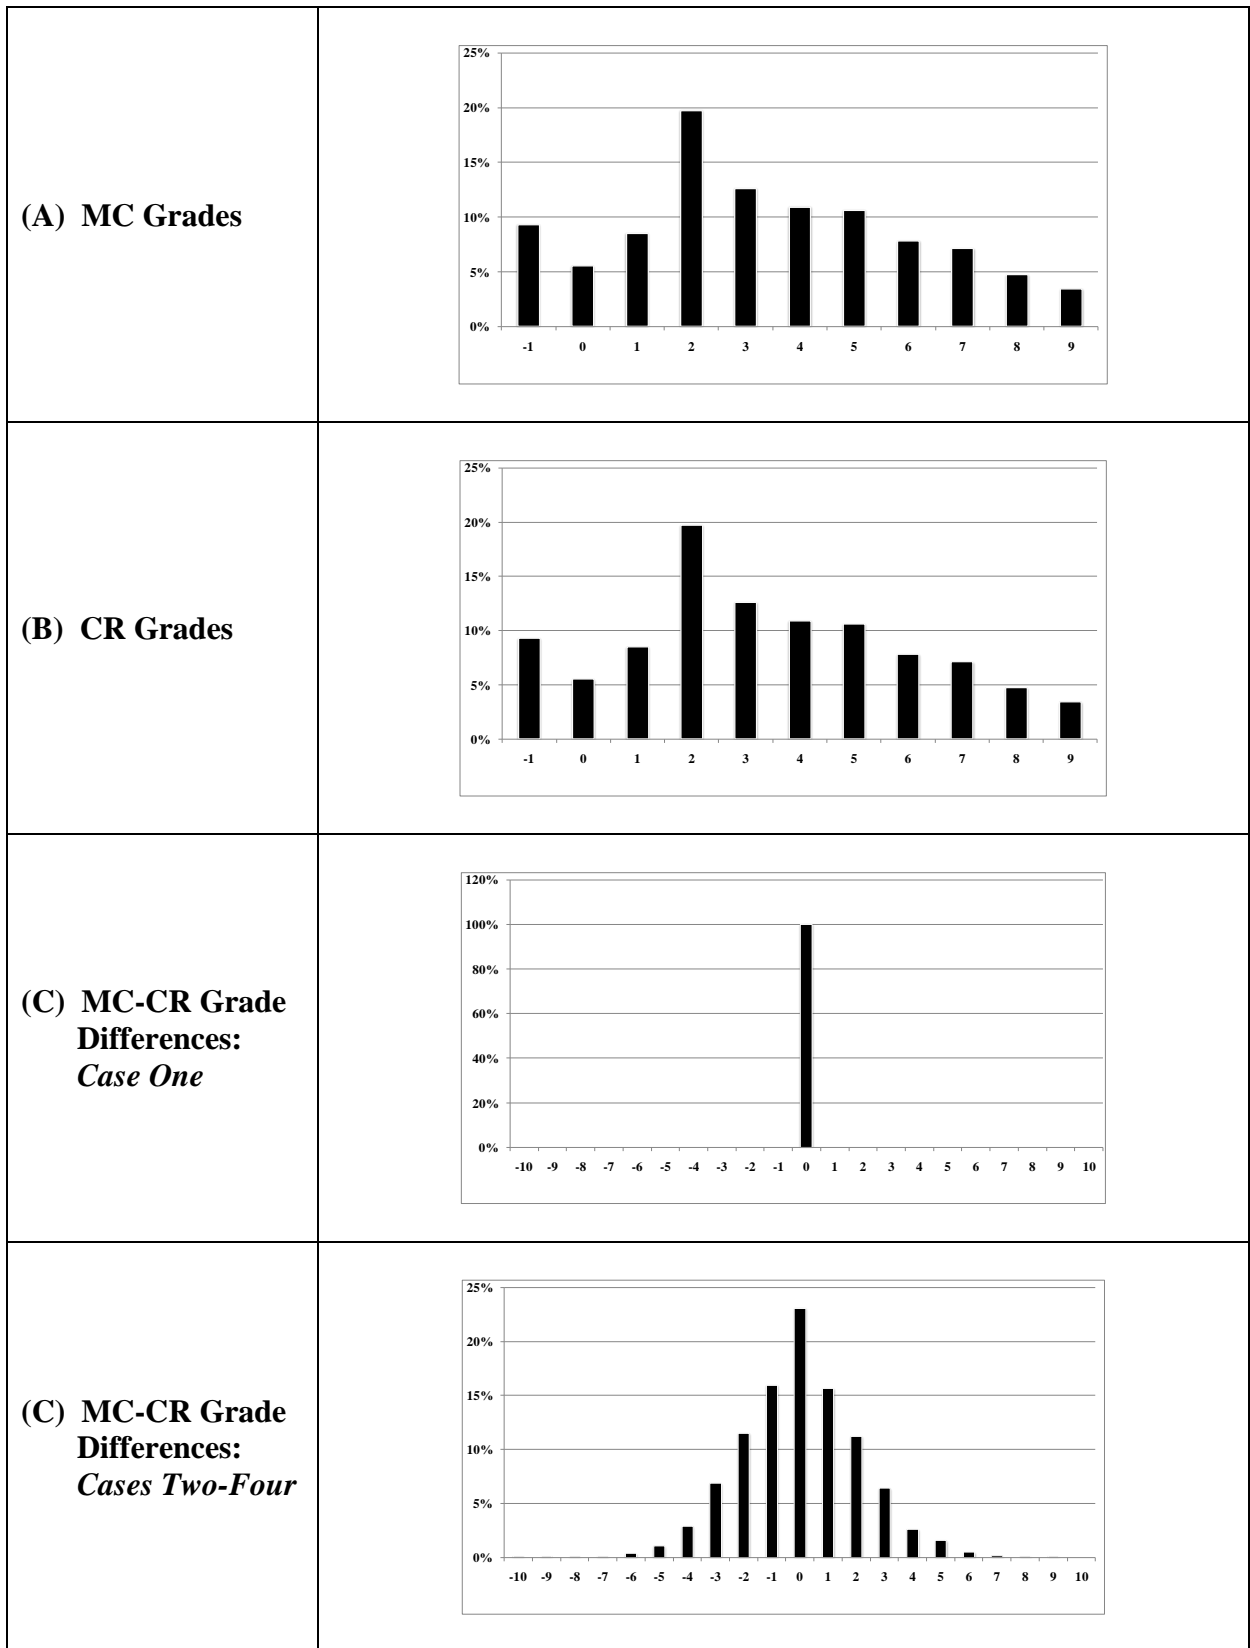 (A) MC Grades
25%
20%
15%
10%
5%
0%
-1 0 1 2 3 4 5 6 7 8 9
(B) CR Grades
25%
20%
15%
10%
5%
0%
-1 0 1 2 3 4 5 6 7 8 9
(C) MC-CR Grade
Differences:
Case One
120%
100%
80%
60%
40%
20%
0%
-10 -9 -8 -7 -6 -5 -4 -3 -2 -1 0 1 2 3 4 5 6 7 8 9 10
(C) MC-CR Grade
Differences:
Cases Two-Four
25%
20%
15%
10%
5%
0%
-10 -9 -8 -7 -6 -5 -4 -3 -2 -1 0 1 2 3 4 5 6 7 8 9 10